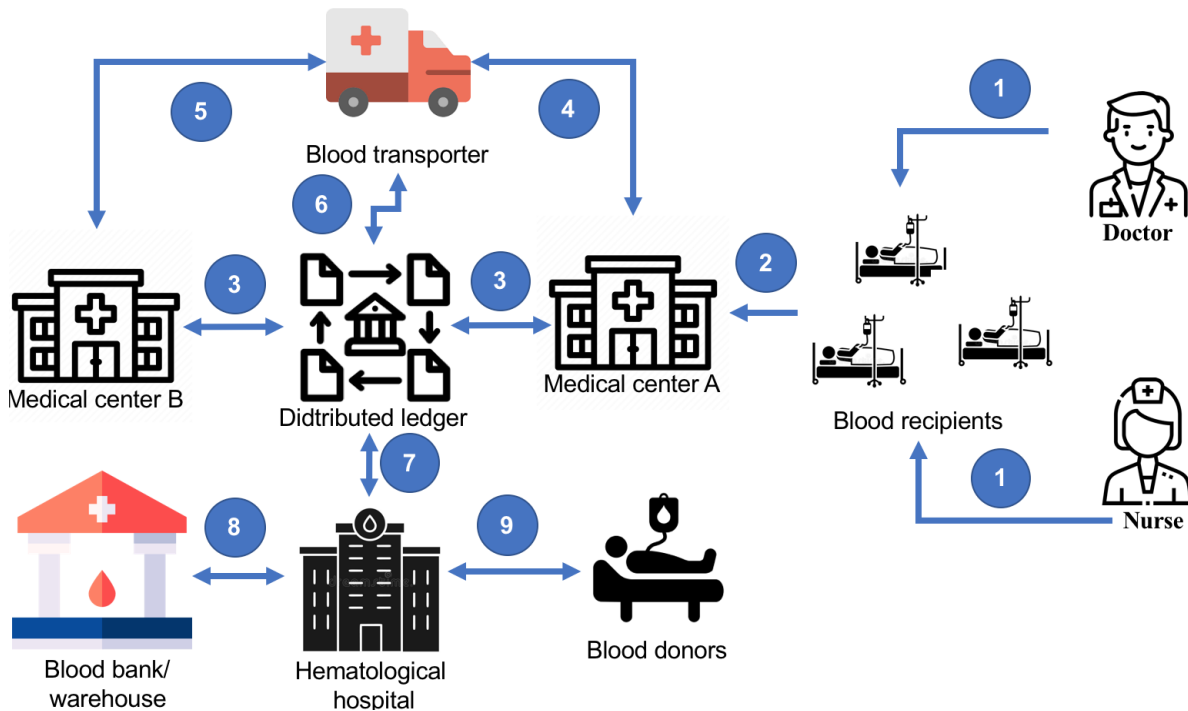 1
5
4
Blood transporter
6
Doctor
3
3
2
Medical center B
Medical center A
Didtributed ledger
Blood recipients
7
1
8
9
Nurse
Blood donors
Blood bank/
warehouse
Hematological
hospital